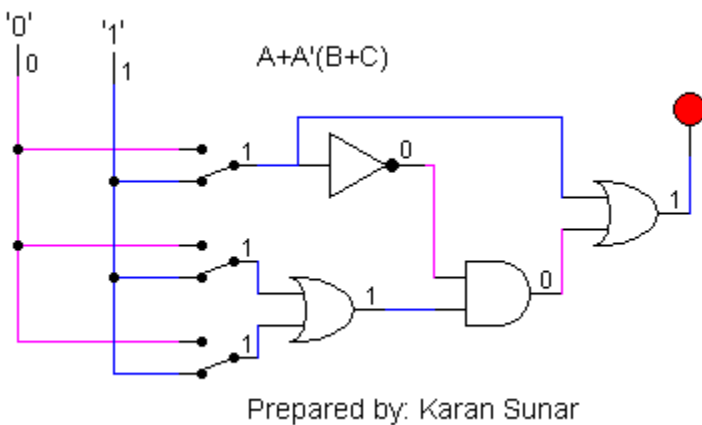 '0' '1'
0 1
A+A'(B+C)
1 0
1
1 1 0
1
Prepared by: Karan Sunar